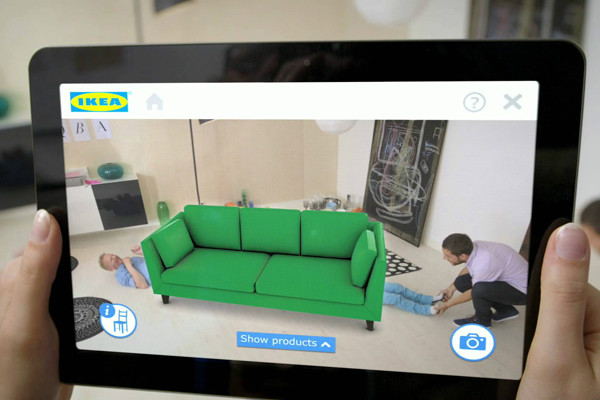 IKEA
?
Q B A
i
Show products